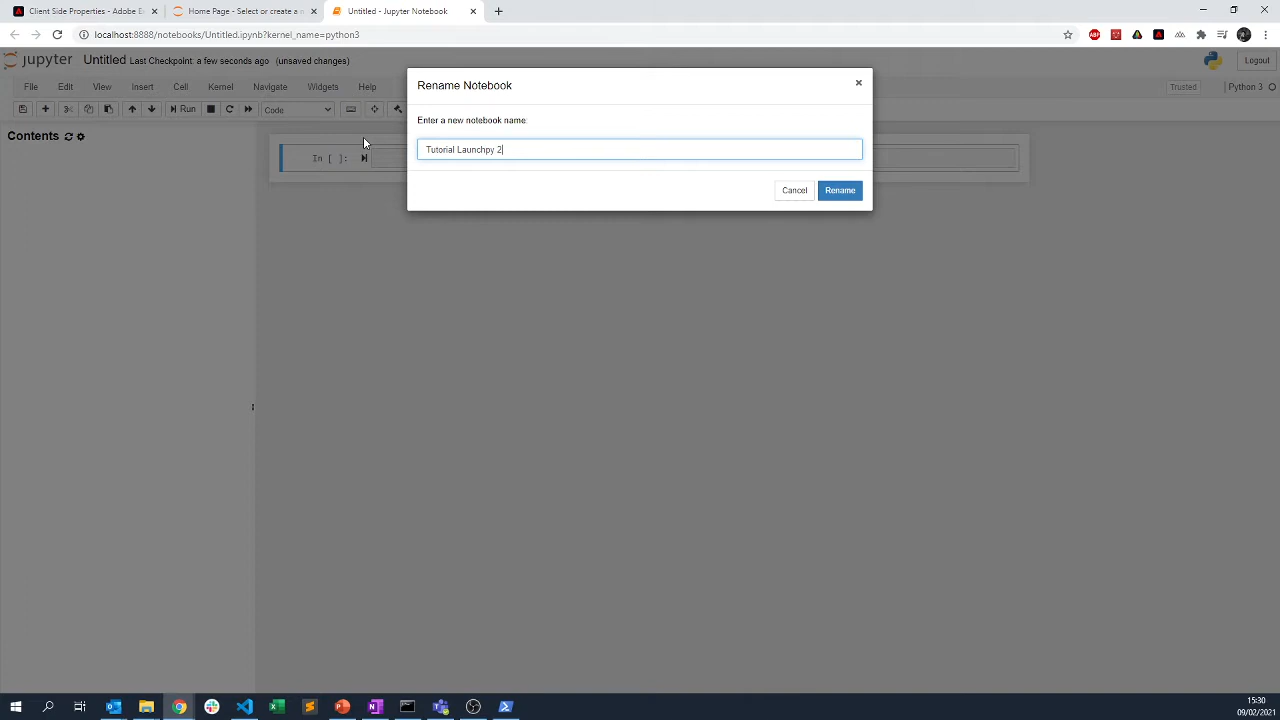 Client Side Properties - Adobe E
Home Page - Select or create a n
Untitled - Jupyter Notebook
localhost:8888/notebooks/Untitled.ipynb?kernel_name=python3
ABP
jupyter Untitled Last Checkpoint: a few seconds ago (unsaved changes)
Logout
File Edit View Insert Cell Kernel Navigate Widgets Help
Trusted
Python 3
Run
Code
Contents
In [ ]:
Rename Notebook
Enter a new notebook name:
Tutorial Launchpy 2
Cancel
Rename
15:30
09/02/2021